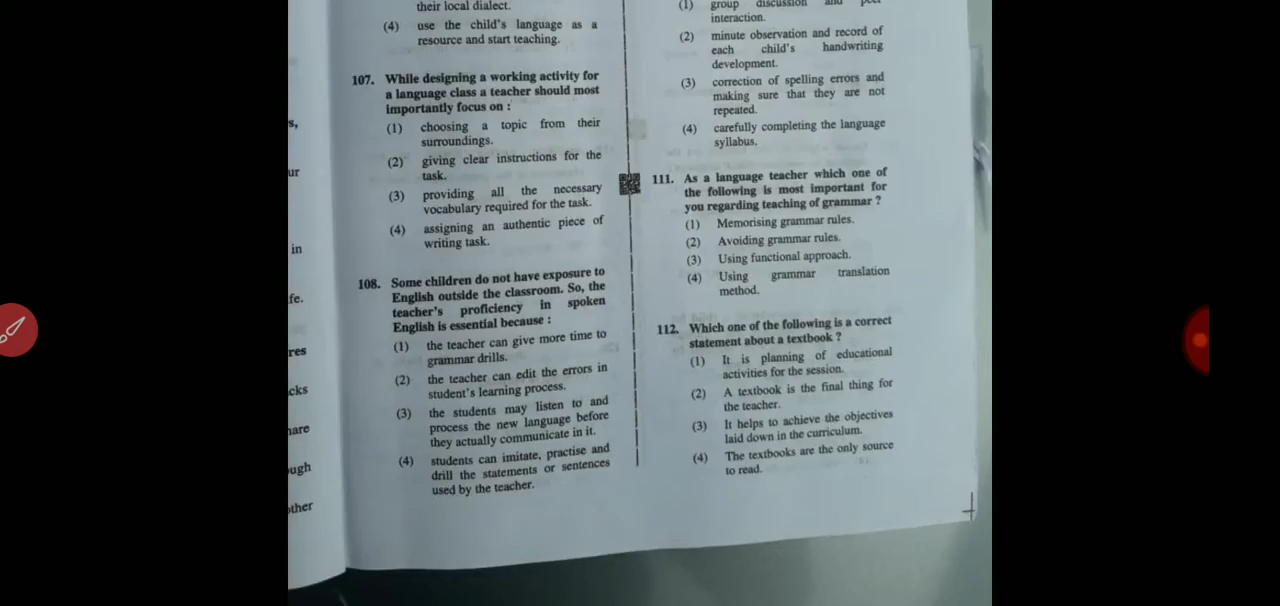 s,
ur
in
fe.
res
cks
hare
ough
other
their local dialect.
(4) use the child's language as a
resource and start teaching.
107. While designing a working activity for
a language class a teacher should most
importantly focus on :
(1) choosing a topic from their
surroundings.
(2) giving clear instructions for the
task.
(3) providing all the necessary
vocabulary required for the task.
(4) assigning an authentic piece of
writing task.
108. Some children do not have exposure to
English outside the classroom. So, the
teacher's proficiency in spoken
English is essential because :
(1) the teacher can give more time to
grammar drills.
(2) the teacher can edit the errors in
student's learning process.
(3) the students may listen to and
process the new language before
they actually communicate in it.
(4) students can imitate, practise and
drill the statements or sentences
used by the teacher.
(1) group discussion and peer
interaction.
(2) minute observation and record of
each child's handwriting
development.
(3) correction of spelling errors and
making sure that they are not
repeated.
(4) carefully completing the language
syllabus.
111. As a language teacher which one of
the following is most important for
you regarding teaching of grammar ?
(1) Memorising grammar rules.
(2) Avoiding grammar rules.
(3) Using functional approach.
(4) Using grammar translation
method.
112. Which one of the following is a correct
statement about a textbook ?
(1) It is planning of educational
activities for the session.
(2) A textbook is the final thing for
the teacher.
(3) It helps to achieve the objectives
laid down in the curriculum.
(4) The textbooks are the only source
to read.